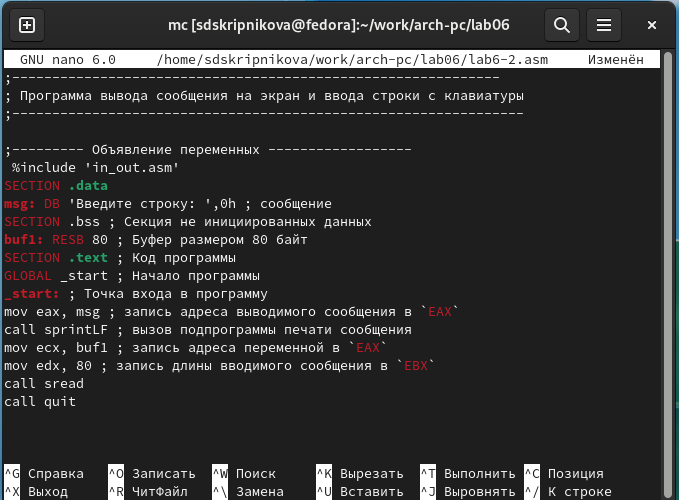 mc [sdskripnikova@fedora]:~/work/arch-pc/lab06
GNU nano 6.0 /home/sdskripnikova/work/arch-pc/lab06/lab6-2.asm Изменён
;-------------------------------------------------------------
; Программа вывода сообщения на экран и ввода строки с клавиатуры
;----------------------------------------------------------------
;--------- Объявление переменных ------------------
%include 'in_out.asm'
SECTION .data
msg: DB 'Введите строку: ',0h ; сообщение
SECTION .bss ; Секция не инициированных данных
buf1: RESB 80 ; Буфер размером 80 байт
SECTION .text ; Код программы
GLOBAL _start ; Начало программы
_start: ; Точка входа в программу
mov eax, msg ; запись адреса выводимого сообщения в `EAX`
call sprintLF ; вызов подпрограммы печати сообщения
mov ecx, buf1 ; запись адреса переменной в `EAX`
mov edx, 80 ; запись длины вводимого сообщения в `EBX`
call sread
call quit
^G Справка ^O Записать ^W Поиск ^K Вырезать ^T Выполнить ^C Позиция
^X Выход ^R ЧитФайл ^\ Замена ^U Вставить ^J Выровнять ^/ К строке